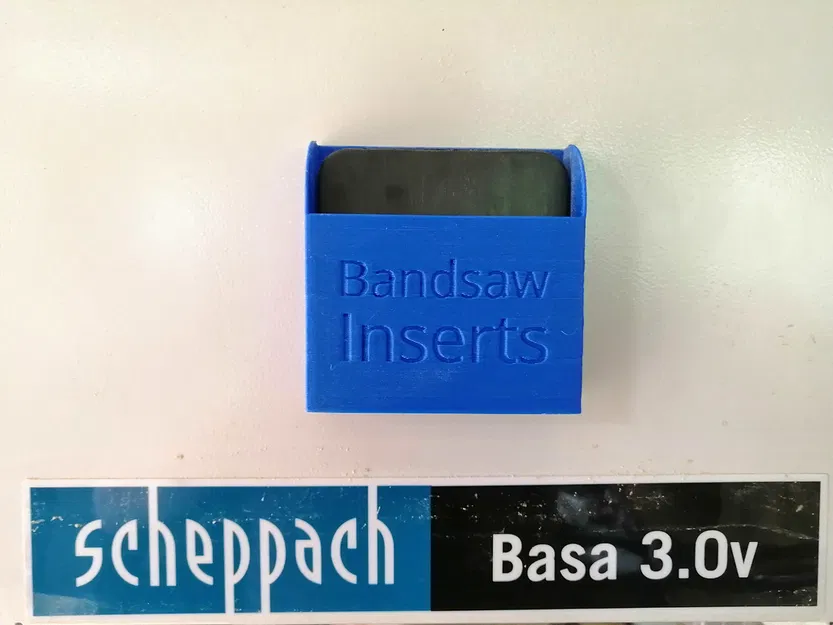 Bandsaw
Inserts
scheppach Basa 3.0v